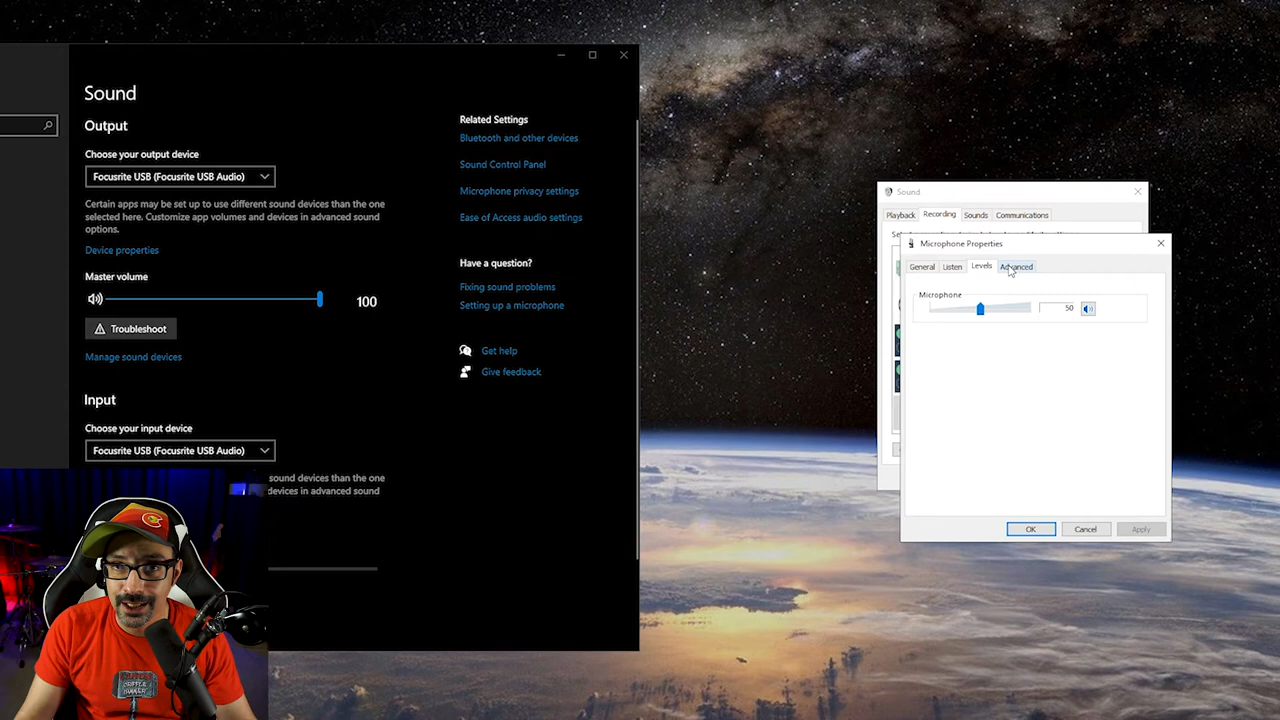 Sound
Output
Choose your output device
Focusrite USB (Focusrite USB Audio)
Certain apps may be set up to use different sound devices than the one
selected here. Customize app volumes and devices in advanced sound
options.
Device properties
Master volume
100
Troubleshoot
Manage sound devices
Input
Choose your input device
Focusrite USB (Focusrite USB Audio)
sound devices than the one
devices in advanced sound
Related Settings
Bluetooth and other devices
Sound Control Panel
Microphone privacy settings
Ease of Access audio settings
Have a question?
Fixing sound problems
Setting up a microphone
Get help
Give feedback
Sound
Playback Recording Sounds Communications
Microphone Properties
General Listen Levels Advanced
Microphone
50
OK Cancel Apply